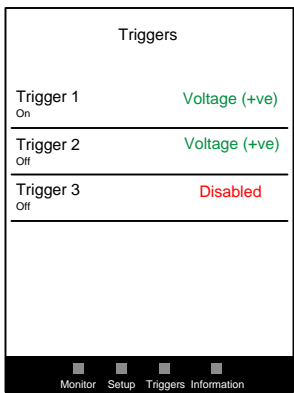 Triggers
Trigger 1 Voltage (+ve)
On
Trigger 2 Voltage (+ve)
Off
Trigger 3 Disabled
Off
Monitor Setup Triggers Information